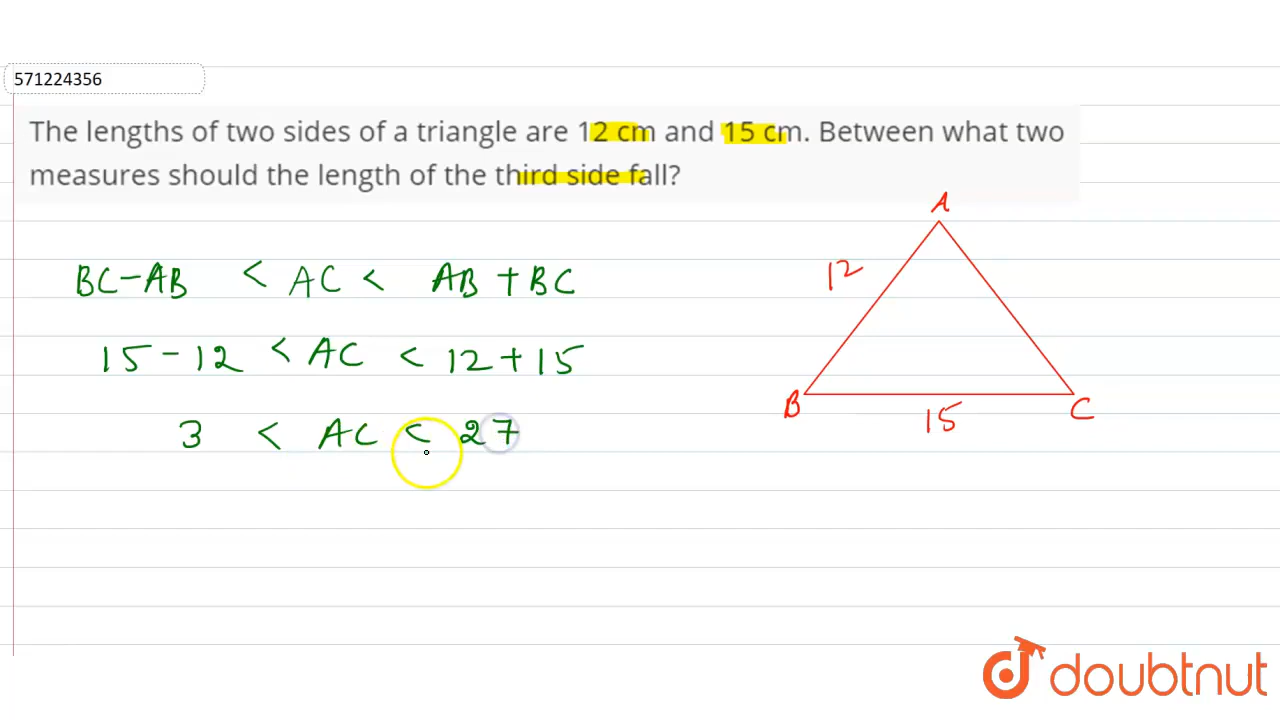 571224356
The lengths of two sides of a triangle are 12 cm and 15 cm. Between what two
measures should the length of the third side fall?
A
BC-AB < AC < AB + BC
12
15 - 12 < AC < 12 + 15
B
C
15
3 < AC < 27
doubtnut